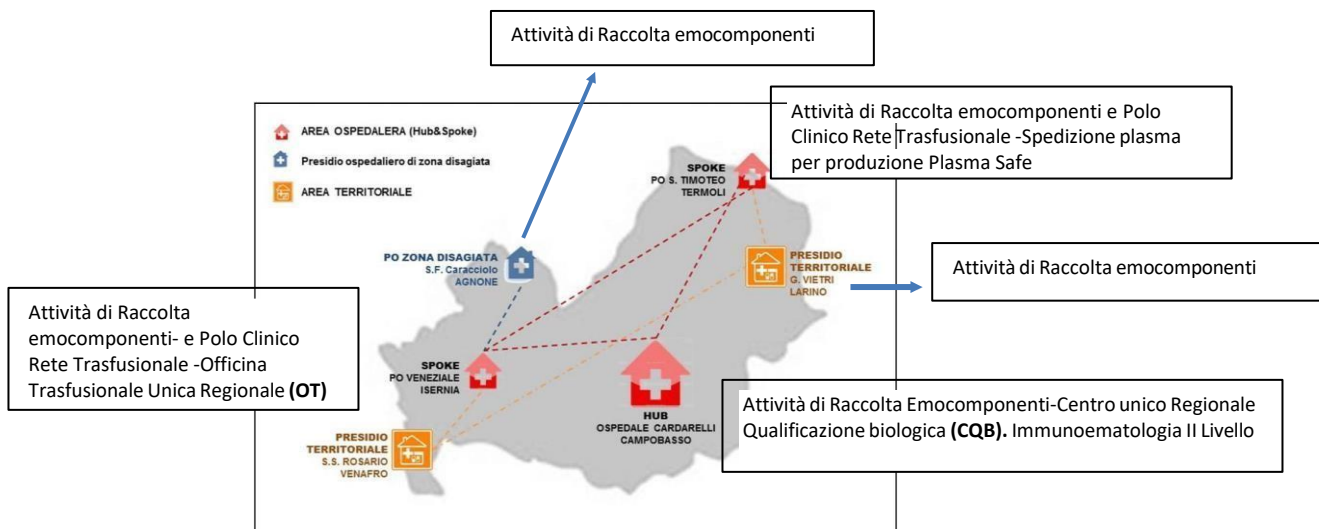 Attività di Raccolta emocomponenti
Attività di Raccolta emocomponenti e Polo
Clinico Rete Trasfusionale -Spedizione plasma
per produzione Plasma Safe
AREA OSPEDALERA (Hub&Spoke)
Presidio ospedaliero di zona disagiata
AREA TERRITORIALE
SPOKE
PO S. TIMOTEO
TERMOLI
PO ZONA DISAGIATA
S.F. Caracciolo
AGNONE
PRESIDIO
TERRITORIALE
G. VIETRI
LARINO
Attività di Raccolta emocomponenti
Attività di Raccolta
emocomponenti- e Polo Clinico
Rete Trasfusionale -Officina
Trasfusionale Unica Regionale (OT)
SPOKE
PO VENEZIALE
ISERNIA
HUB
OSPEDALE CARDARELLI
CAMPOBASSO
Attività di Raccolta Emocomponenti-Centro unico Regionale
Qualificazione biologica (CQB). Immunoematologia II Livello
PRESIDIO
TERRITORIALE
S.S. ROSARIO
VENAFRO